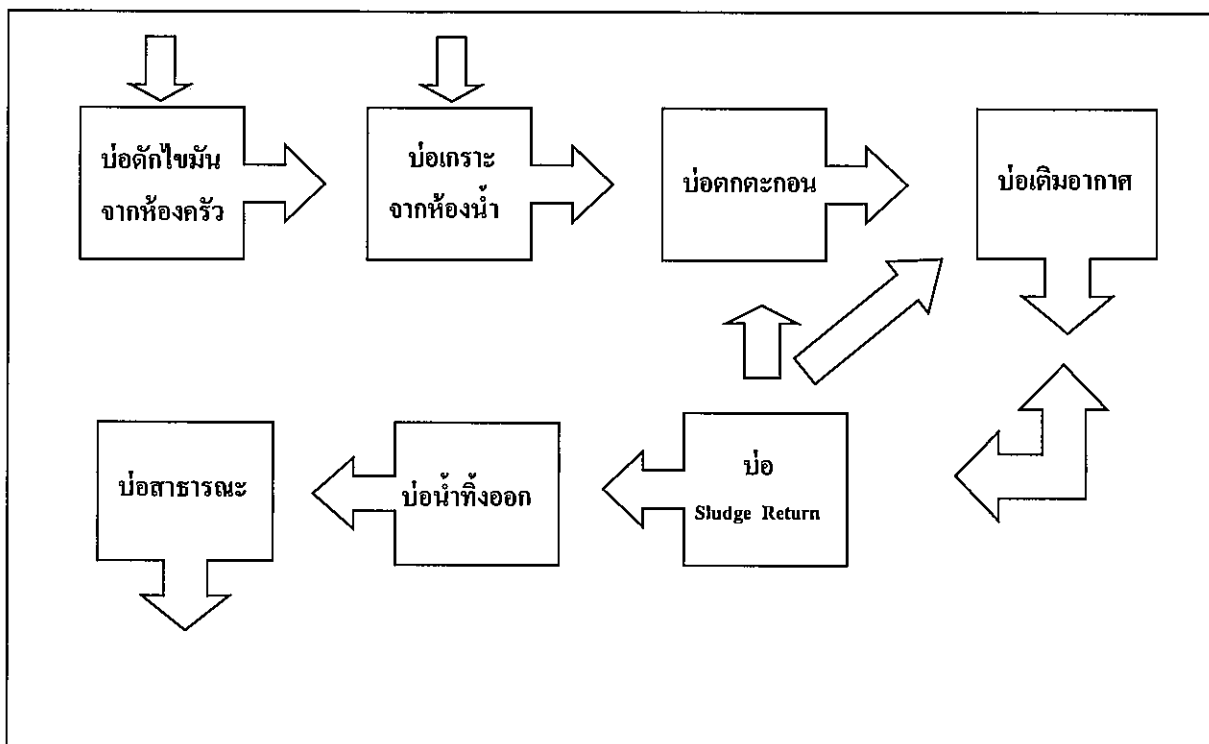 บ่อดักไขมัน
จากห้องครัว
บ่อเกราะ
จากห้องน้ำ
บ่อตกตะกอน
บ่อเติมอากาศ
บ่อสาธารณะ
บ่อน้ำทิ้งออก
บ่อ
Sludge Return